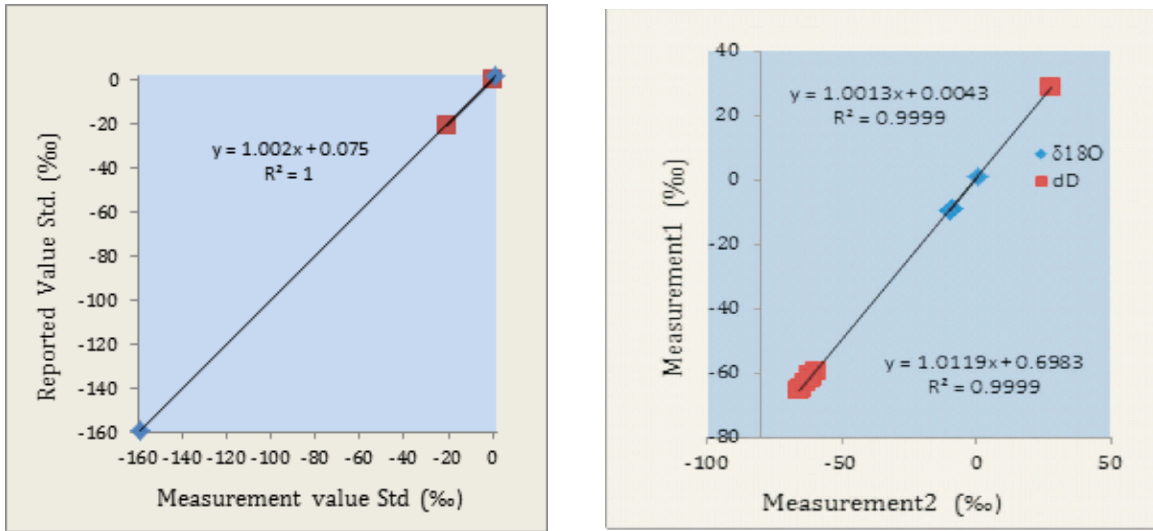 Reported Value Std. (‰)
0
-20
-40
-60
-80
-100
-120
-140
-160
y = 1.002x + 0.075
R² = 1
-160 -140 -120 -100 -80 -60 -40 -20 0
Measurement value Std (‰)
Measurement1 (‰)
40
20
0
-20
-40
-60
-80
y = 1.0013x + 0.0043
R² = 0.9999
δ18O
dD
y = 1.0119x + 0.6983
R² = 0.9999
-100 -50 0 50
Measurement2 (‰)